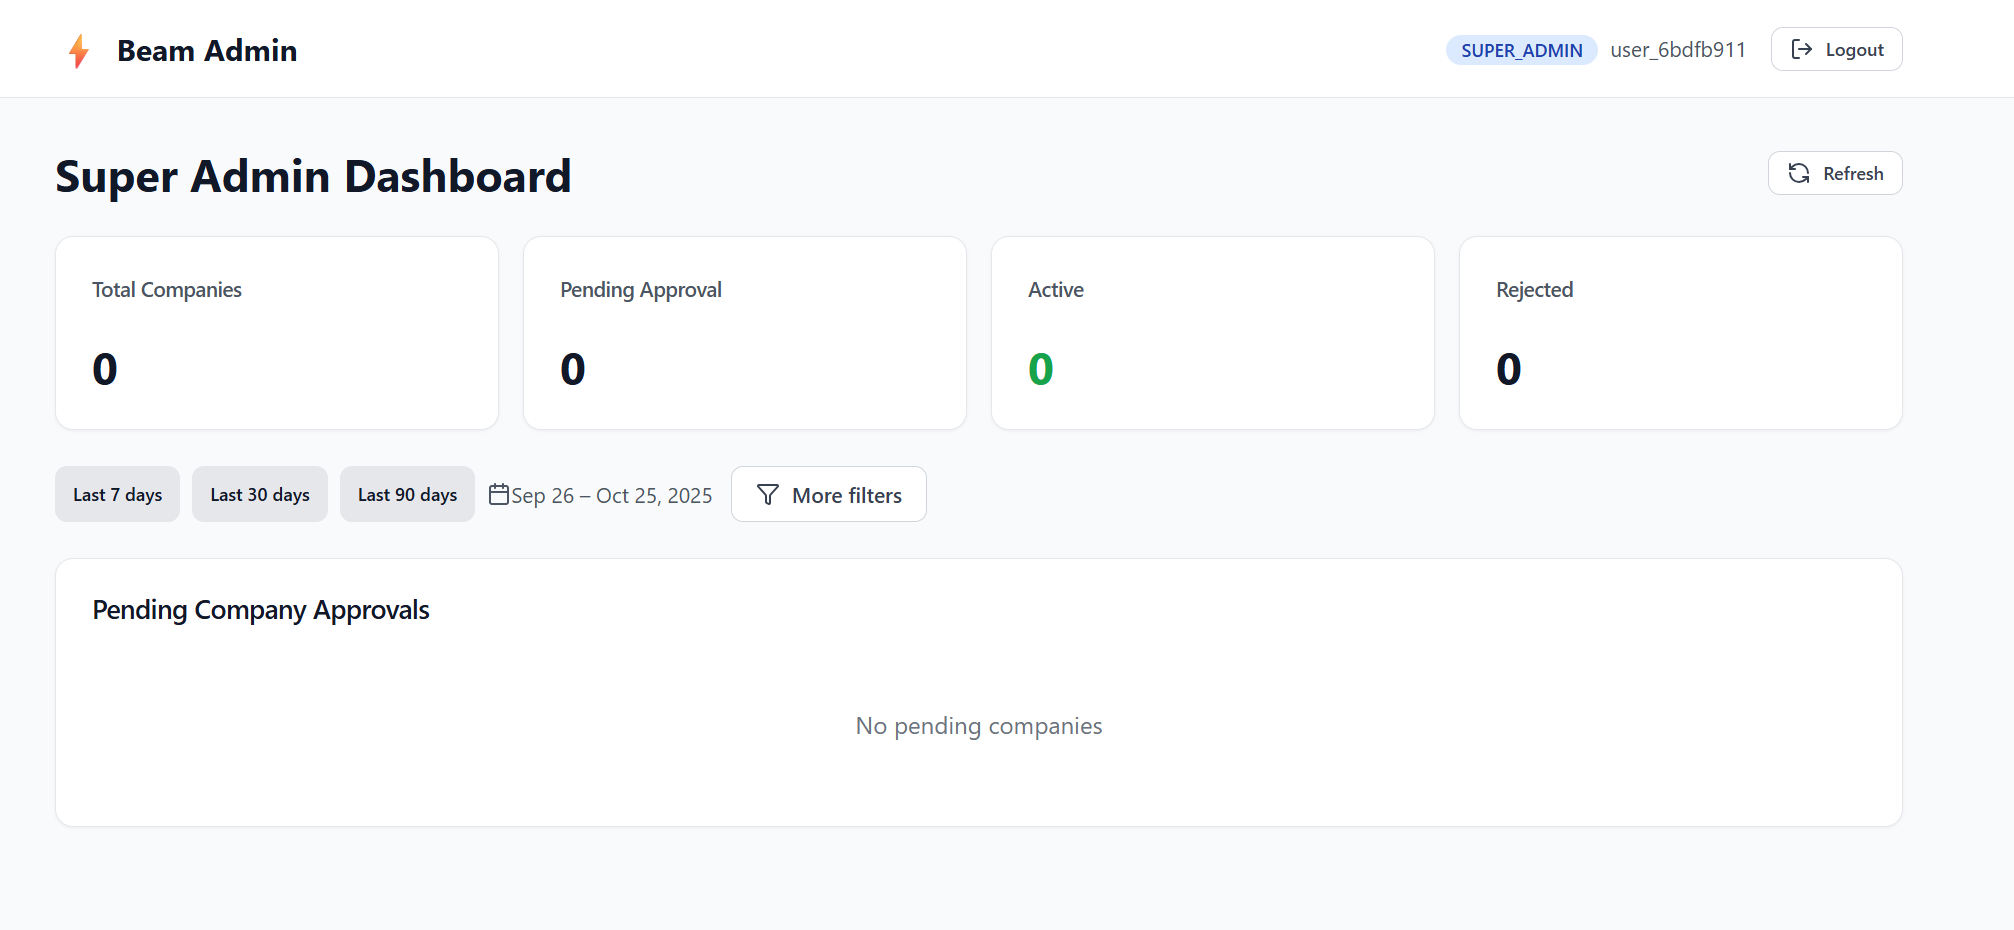 Beam Admin
SUPER_ADMIN user_6bdfb911 Logout
Super Admin Dashboard
Refresh
Total Companies
0
Pending Approval
0
Active
0
Rejected
0
Last 7 days Last 30 days Last 90 days Sep 26 – Oct 25, 2025 More filters
Pending Company Approvals
No pending companies